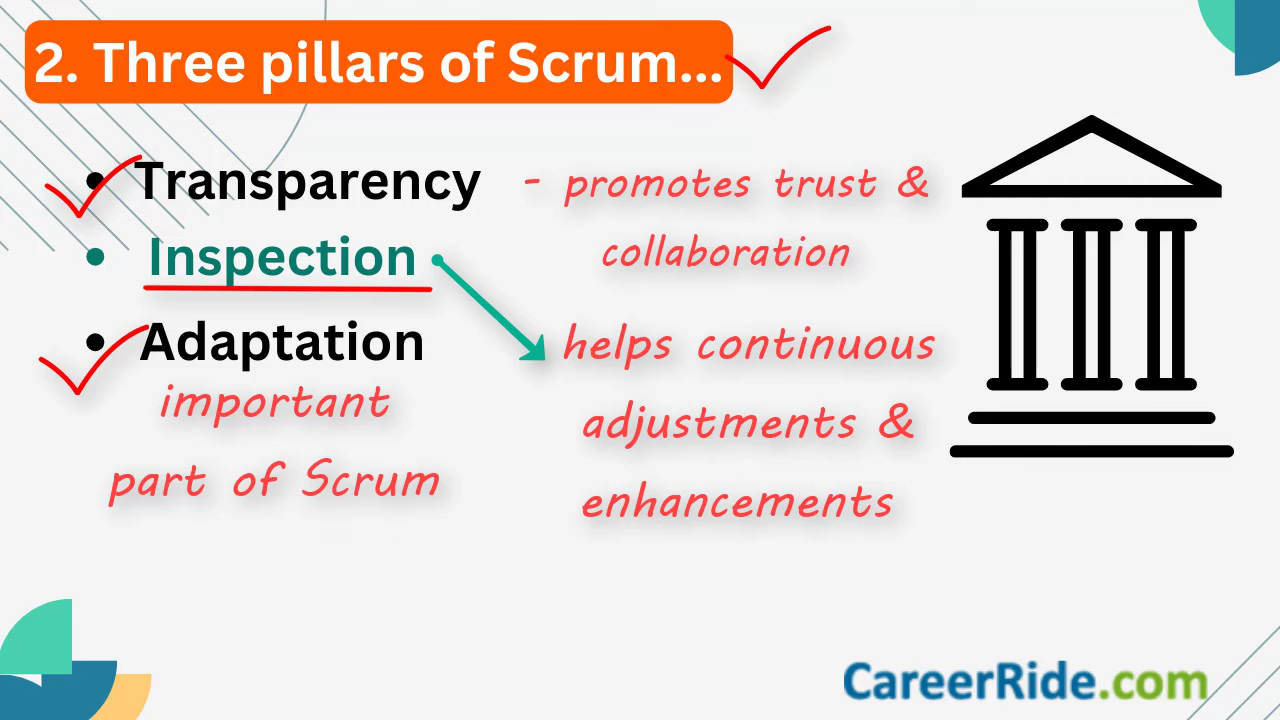 2. Three pillars of Scrum...
• Transparency - promotes trust &
collaboration
• Inspection
helps continuous
adjustments &
enhancements
• Adaptation
important
part of Scrum
CareerRide.com